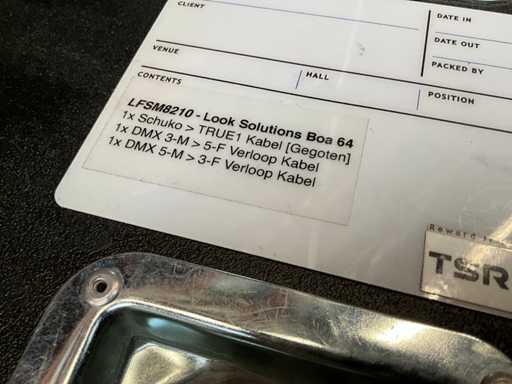 CLIENT
DATE IN
DATE OUT
VENUE
PACKED BY
CONTENTS
HALL
POSITION
LFSM8210 - Look Solutions Boa 64
1x Schuko > TRUE1 Kabel [Gegoten]
1x DMX 3-M > 5-F Verloop Kabel
1x DMX 5-M > 3-F Verloop Kabel
Reward
TSR